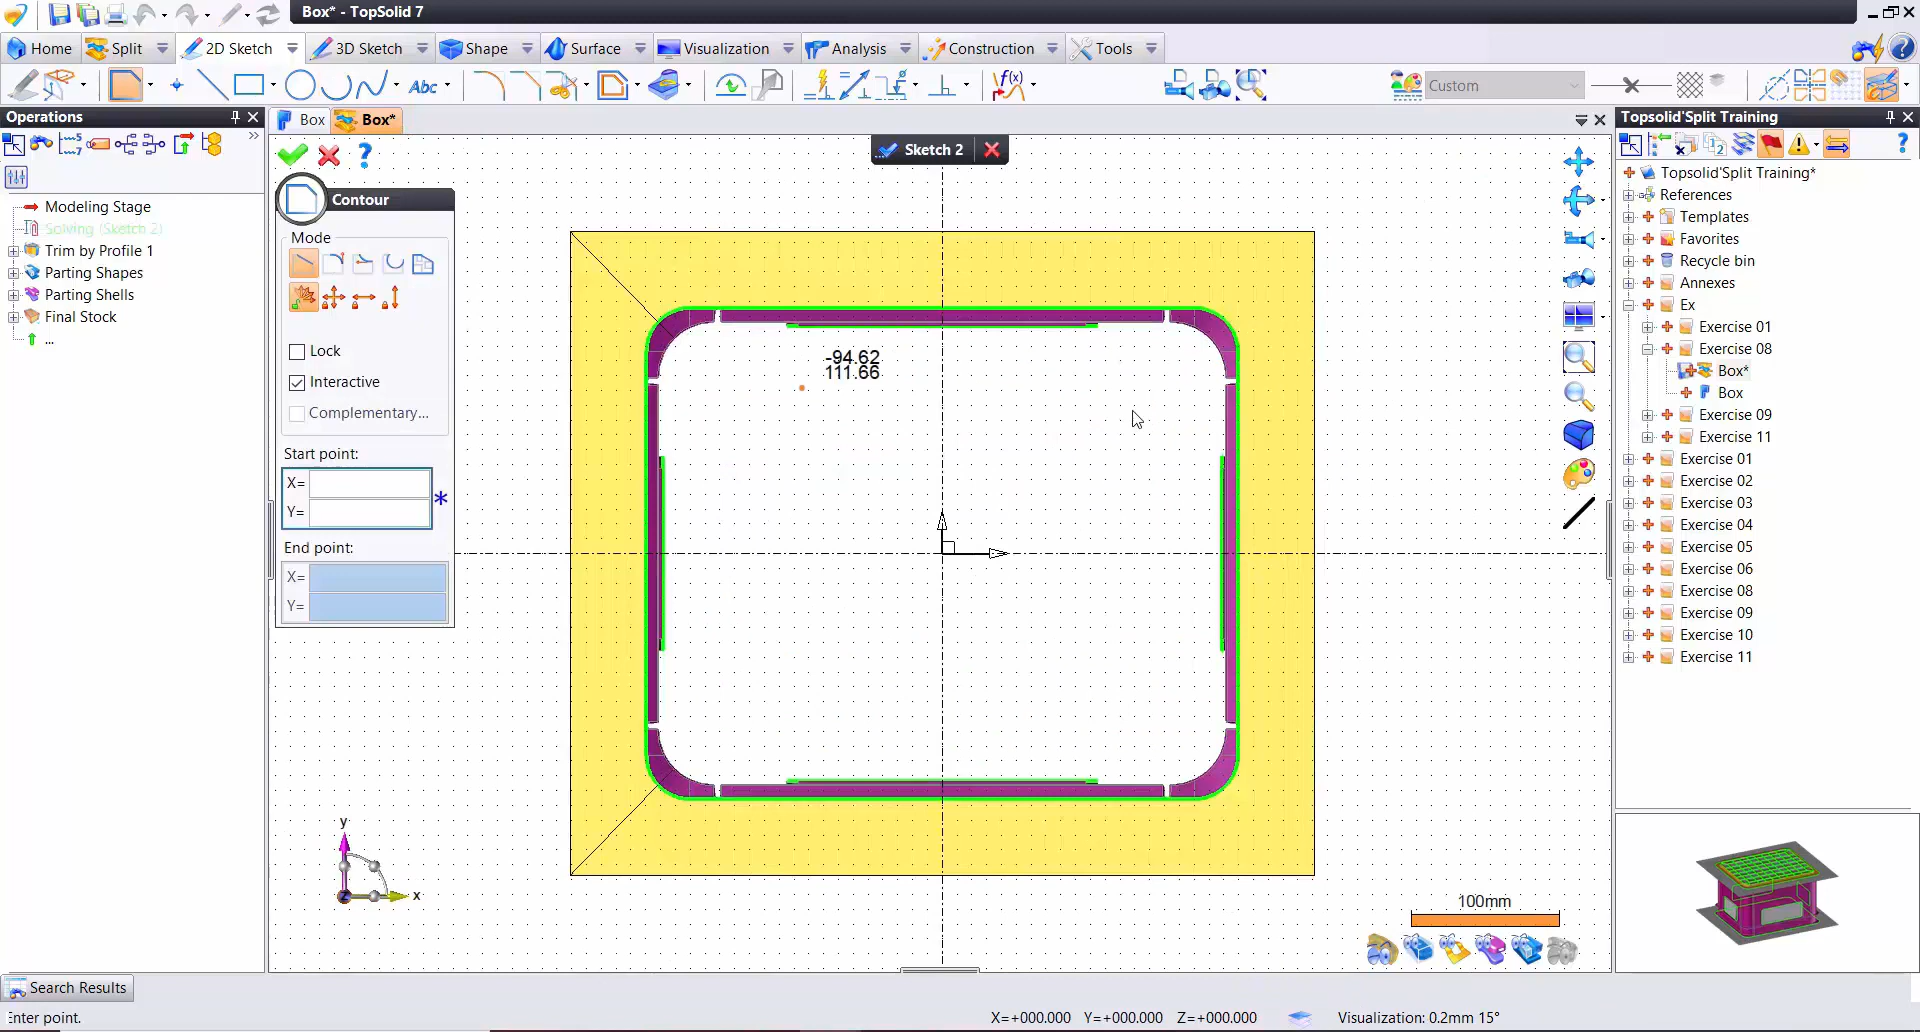 Box* - TopSolid 7
Home
Split
2D Sketch
3D Sketch
Shape
Surface
Visualization
Analysis
Construction
Tools
Abc
f(x)
Custom
Operations
Modeling Stage
Solving (Sketch 2)
Trim by Profile 1
Parting Shapes
Parting Shells
Final Stock
...
Box
Box*
Sketch 2
Contour
Mode
Lock
Interactive
Complementary...
Start point:
X=
Y=
*
End point:
X=
Y=
-94.62
111.66
y
x
100mm
Topsolid'Split Training
Topsolid'Split Training*
References
Templates
Favorites
Recycle bin
Annexes
Ex
Exercise 01
Exercise 08
Box*
Box
Exercise 09
Exercise 11
Exercise 01
Exercise 02
Exercise 03
Exercise 04
Exercise 05
Exercise 06
Exercise 08
Exercise 09
Exercise 10
Exercise 11
Search Results
Enter point.
X=+000.000 Y=+000.000 Z=+000.000
Visualization: 0.2mm 15°